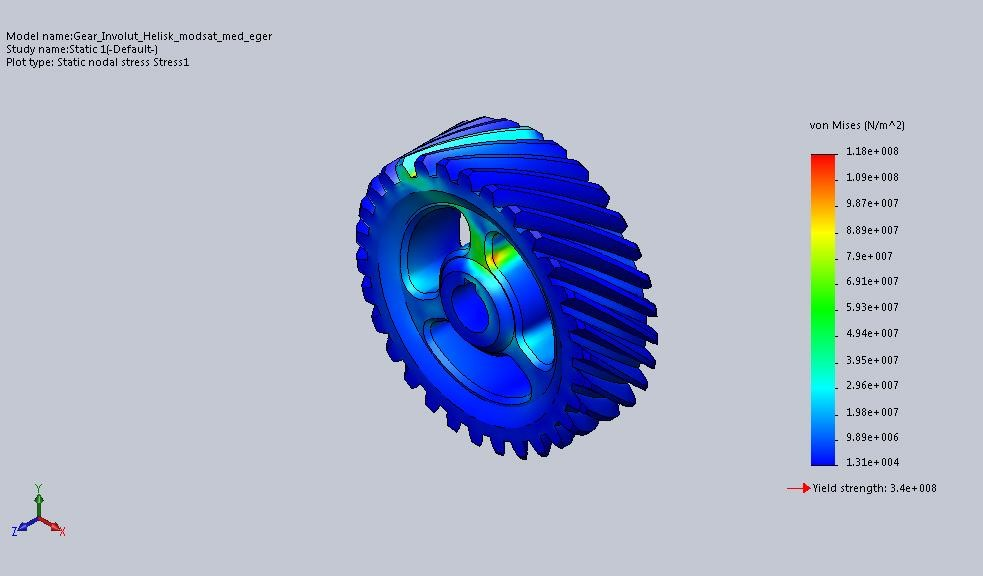 Model name:Gear_Involut_Helisk_modsat_med_eger
Study name:Static 1(-Default-)
Plot type: Static nodal stress Stress1
von Mises (N/m^2)
1.18e+008
1.09e+008
9.87e+007
8.89e+007
7.9e+007
6.91e+007
5.93e+007
4.94e+007
3.95e+007
2.96e+007
1.98e+007
9.89e+006
1.31e+004
Yield strength: 3.4e+008
Y
Z
X